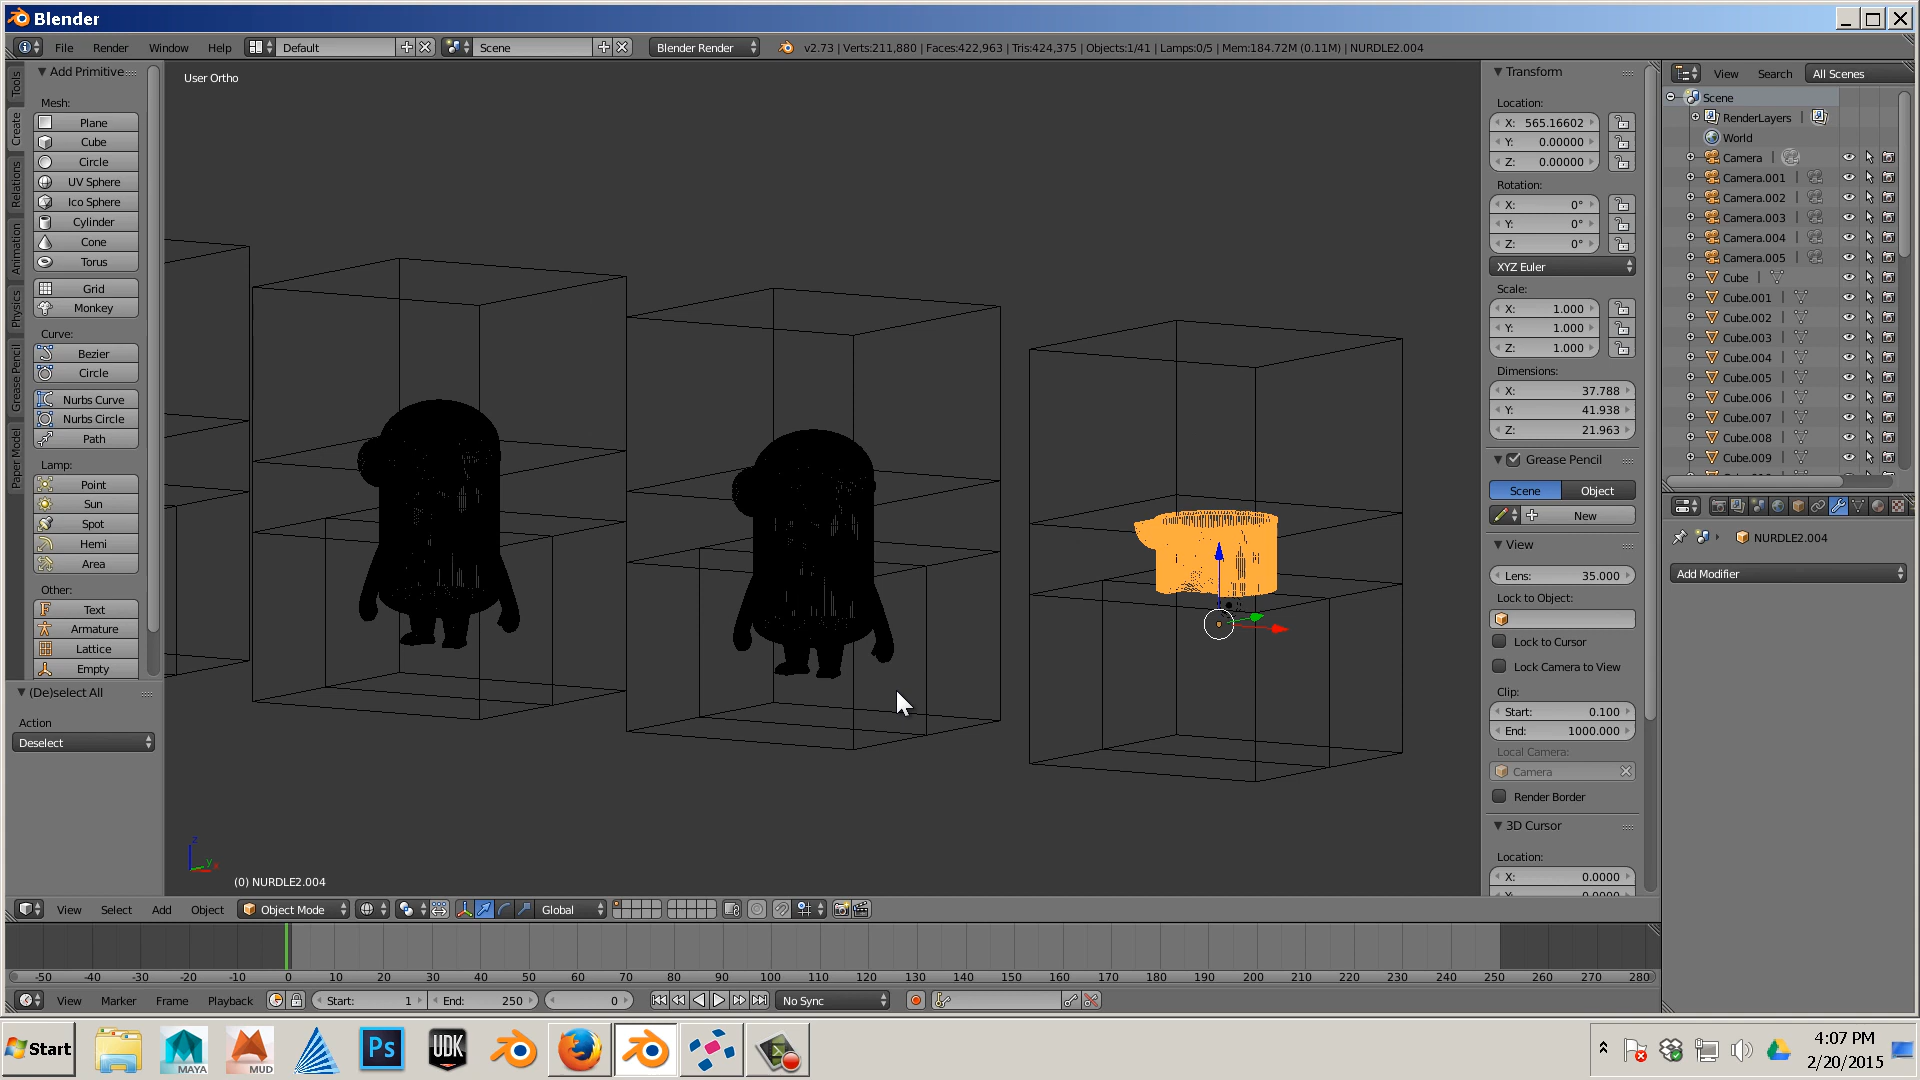 Blender
File Render Window Help Default Scene Blender Render v2.73 | Verts:211,880 | Faces:422,963 | Tris:424,375 | Objects:1/41 | Lamps:0/5 | Mem:184.72M (0.11M) | NURDLE2.004
Tools
Create
Relations
Animation
Physics
Grease Pencil
Paper Model
Add Primitive
Mesh:
Plane
Cube
Circle
UV Sphere
Ico Sphere
Cylinder
Cone
Torus
Grid
Monkey
Curve:
Bezier
Circle
Nurbs Curve
Nurbs Circle
Path
Lamp:
Point
Sun
Spot
Hemi
Area
Other:
Text
Armature
Lattice
Empty
(De)select All
Action
Deselect
User Ortho
z
y
x
(0) NURDLE2.004
Transform
Location:
X: 565.16602
Y: 0.00000
Z: 0.00000
Rotation:
X: 0°
Y: 0°
Z: 0°
XYZ Euler
Scale:
X: 1.000
Y: 1.000
Z: 1.000
Dimensions:
X: 37.788
Y: 41.938
Z: 21.963
Grease Pencil
Scene Object
New
View
Lens: 35.000
Lock to Object:
Lock to Cursor
Lock Camera to View
Clip:
Start: 0.100
End: 1000.000
Local Camera:
Camera
Render Border
3D Cursor
Location:
X: 0.0000
View Search All Scenes
Scene
RenderLayers
World
Camera
Camera.001
Camera.002
Camera.003
Camera.004
Camera.005
Cube
Cube.001
Cube.002
Cube.003
Cube.004
Cube.005
Cube.006
Cube.007
Cube.008
Cube.009
NURDLE2.004
Add Modifier
View Select Add Object Object Mode Global
-50 -40 -30 -20 -10 0 10 20 30 40 50 60 70 80 90 100 110 120 130 140 150 160 170 180 190 200 210 220 230 240 250 260 270 280
View Marker Frame Playback Start: 1 End: 250 0 No Sync
Start MAYA MUD Ps UDK
4:07 PM
2/20/2015